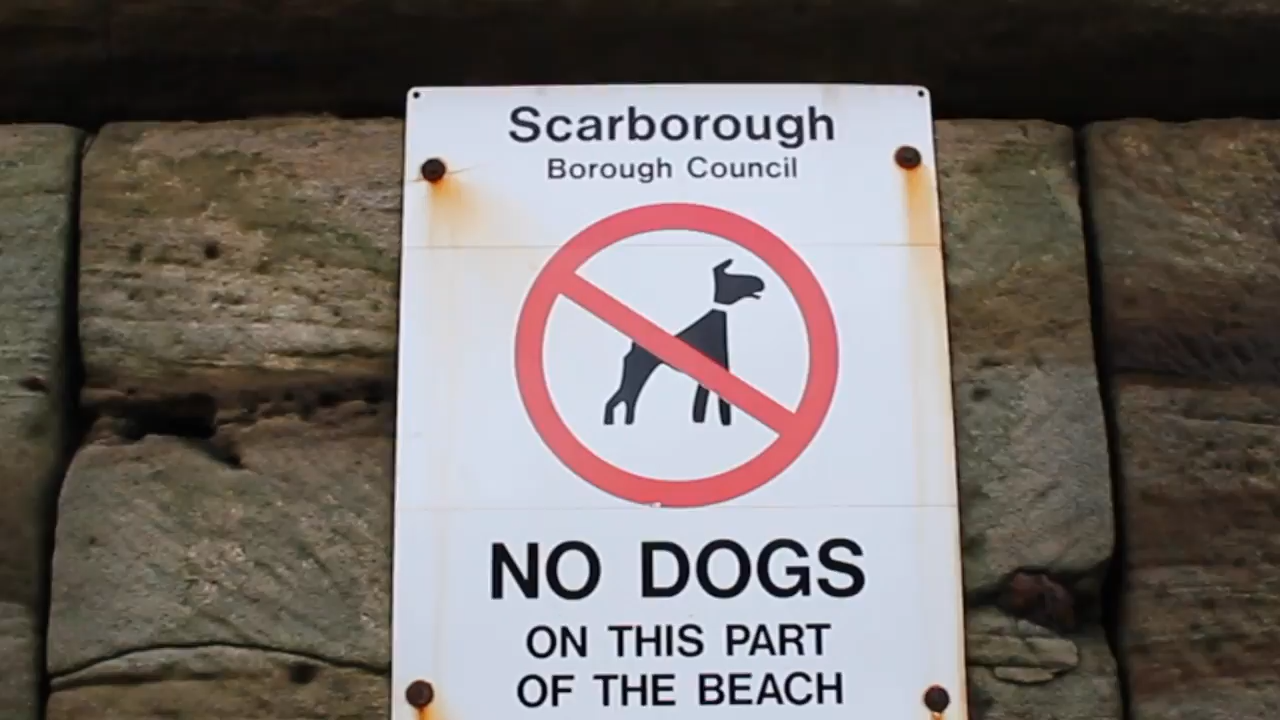 Scarborough
Borough Council
NO DOGS
ON THIS PART
OF THE BEACH